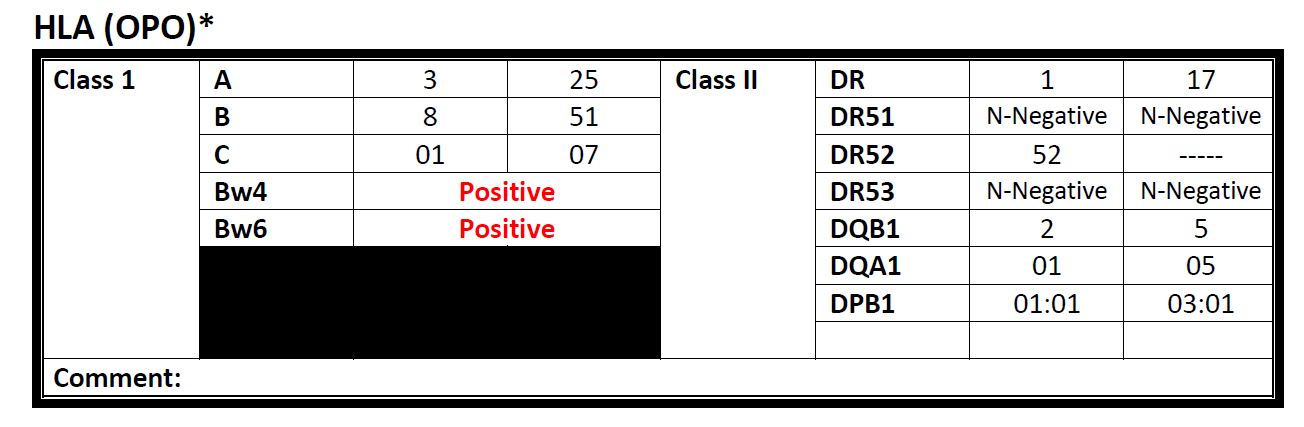 HLA (OPO)*
Class 1 A 3 25 Class II DR 1 17
B 8 51 DR51 N-Negative N-Negative
C 01 07 DR52 52 -----
Bw4 Positive DR53 N-Negative N-Negative
Bw6 Positive DQB1 2 5
DQA1 01 05
DPB1 01:01 03:01
Comment: